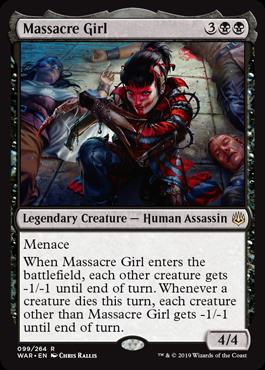 Massacre Girl 3
Legendary Creature — Human Assassin
Menace
When Massacre Girl enters the
battlefield, each other creature gets
-1/-1 until end of turn. Whenever a
creature dies this turn, each creature
other than Massacre Girl gets -1/-1
until end of turn.
4/4
099/264 R
WAR • EN Chris Rallis
™ & © 2019 Wizards of the Coast